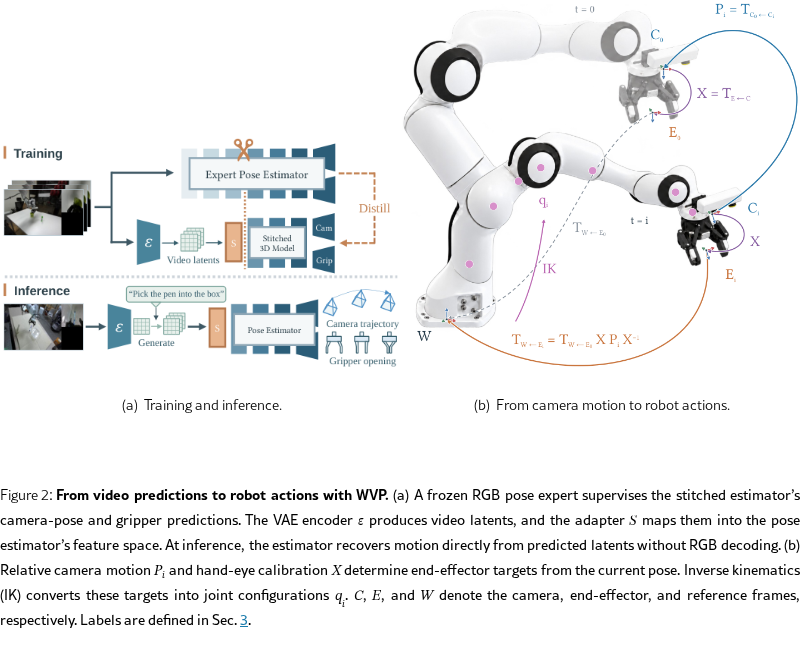 Training
Expert Pose Estimator
Distill
ε
Video latents
S
Stitched
3D Model
Cam
Grip
Inference
"Pick the pen into the box"
ε
Generate
S
Pose Estimator
Camera trajectory
Gripper opening
(a) Training and inference.
t = 0
P_i = T_{C_0 ← C_i}
C_0
X = T_{E ← C}
E_0
q_i
T_{W ← E_0}
t = i
C_i
X
E_i
IK
W
T_{W ← E_i} = T_{W ← E_0} X P_i X^{-1}
(b) From camera motion to robot actions.
Figure 2: From video predictions to robot actions with WVP. (a) A frozen RGB pose expert supervises the stitched estimator's
camera-pose and gripper predictions. The VAE encoder ε produces video latents, and the adapter S maps them into the pose
estimator's feature space. At inference, the estimator recovers motion directly from predicted latents without RGB decoding. (b)
Relative camera motion P_i and hand-eye calibration X determine end-effector targets from the current pose. Inverse kinematics
(IK) converts these targets into joint configurations q_i. C, E, and W denote the camera, end-effector, and reference frames,
respectively. Labels are defined in Sec. 3.